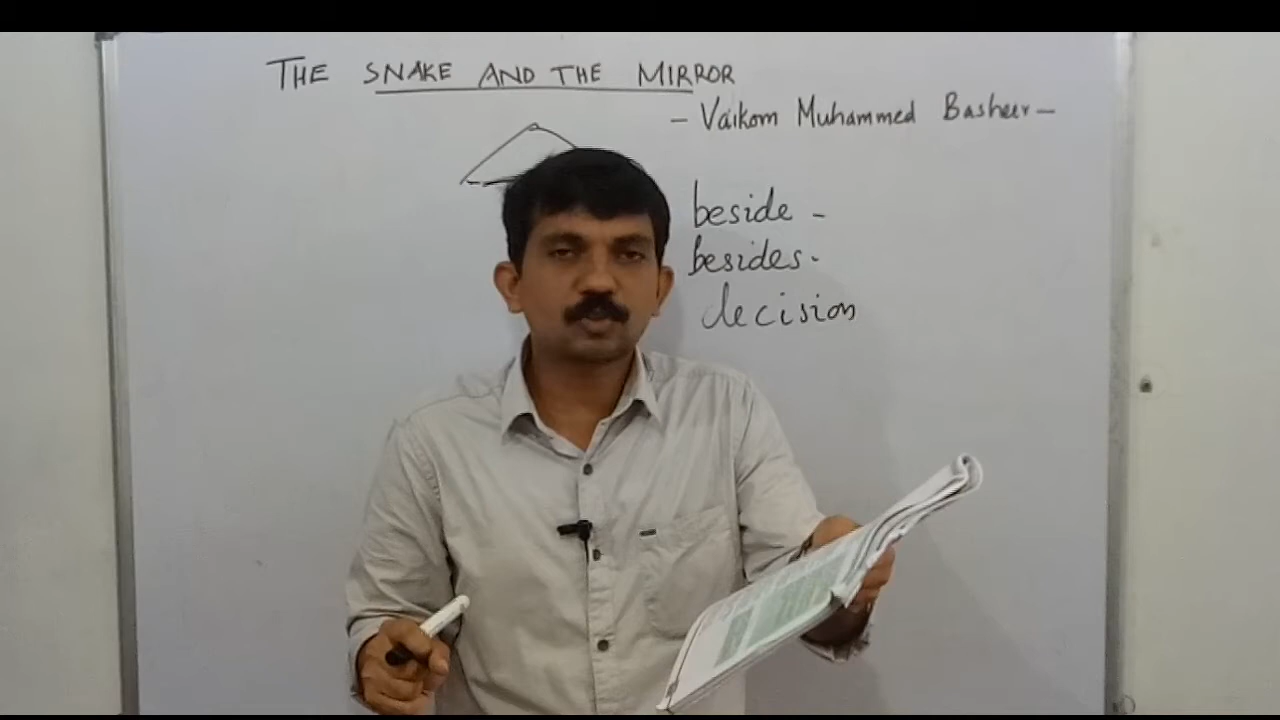 THE SNAKE AND THE MIRROR
- Vaikom Muhammed Basheer -
beside -
besides -
decision